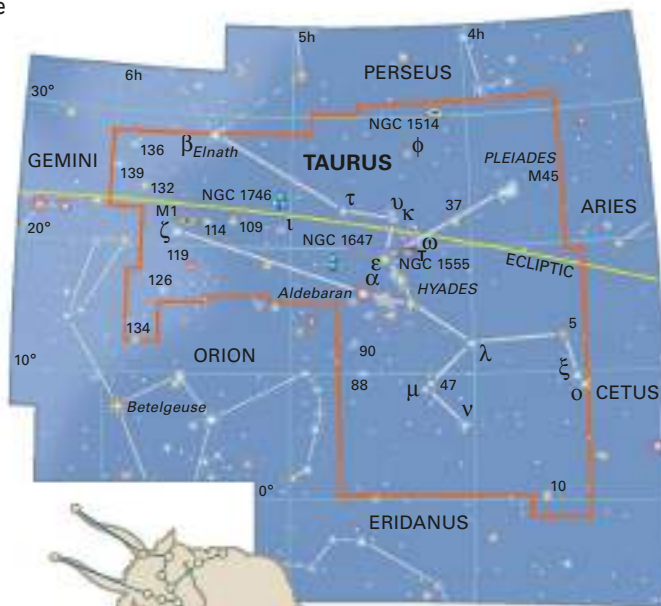 e
5h
4h
6h
PERSEUS
30°
NGC 1514
ϕ
β Elnath
136
TAURUS
GEMINI
PLEIADES
M45
139
132
NGC 1746
τ
υ κ
37
ARIES
M1
ι
20°
ζ
114
109
NGC 1647
ω
T
119
ε
NGC 1555
ECLIPTIC
α
HYADES
126
Aldebaran
134
5
ORION
90
λ
ξ
10°
88
μ
47
ο
CETUS
Betelgeuse
ν
0°
10
ERIDANUS